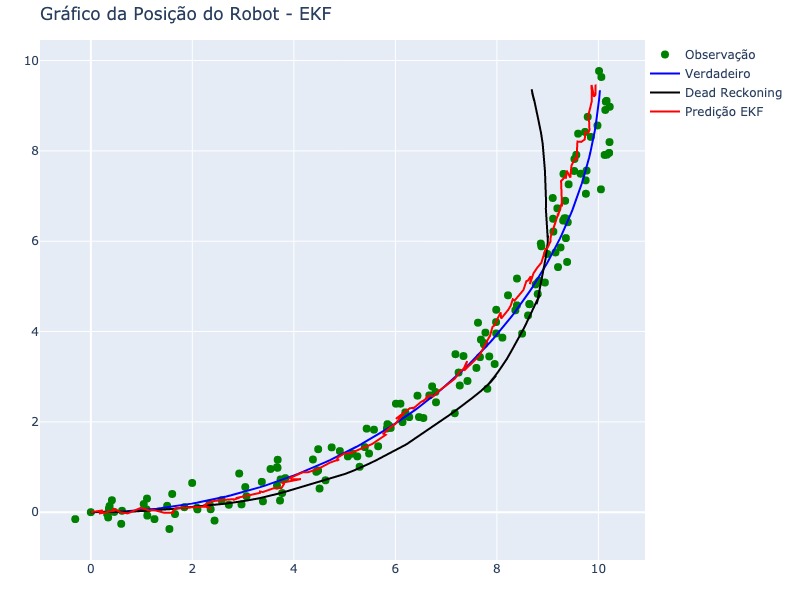 Gráfico da Posição do Robot - EKF
Observação
Verdadeiro
Dead Reckoning
Predição EKF
10
8
6
4
2
0
0 2 4 6 8 10